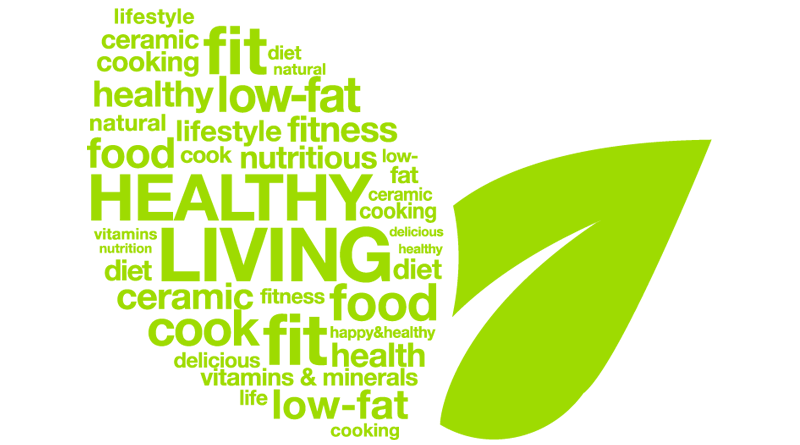 lifestyle
ceramic cooking
fit
diet
natural
healthy low-fat
natural lifestyle fitness
food cook nutritious low-fat
HEALTHY
ceramic cooking
vitamins
nutrition
LIVING
delicious
healthy
diet
diet
ceramic fitness food
cook fit happy&healthy
delicious health
vitamins & minerals
life low-fat
cooking